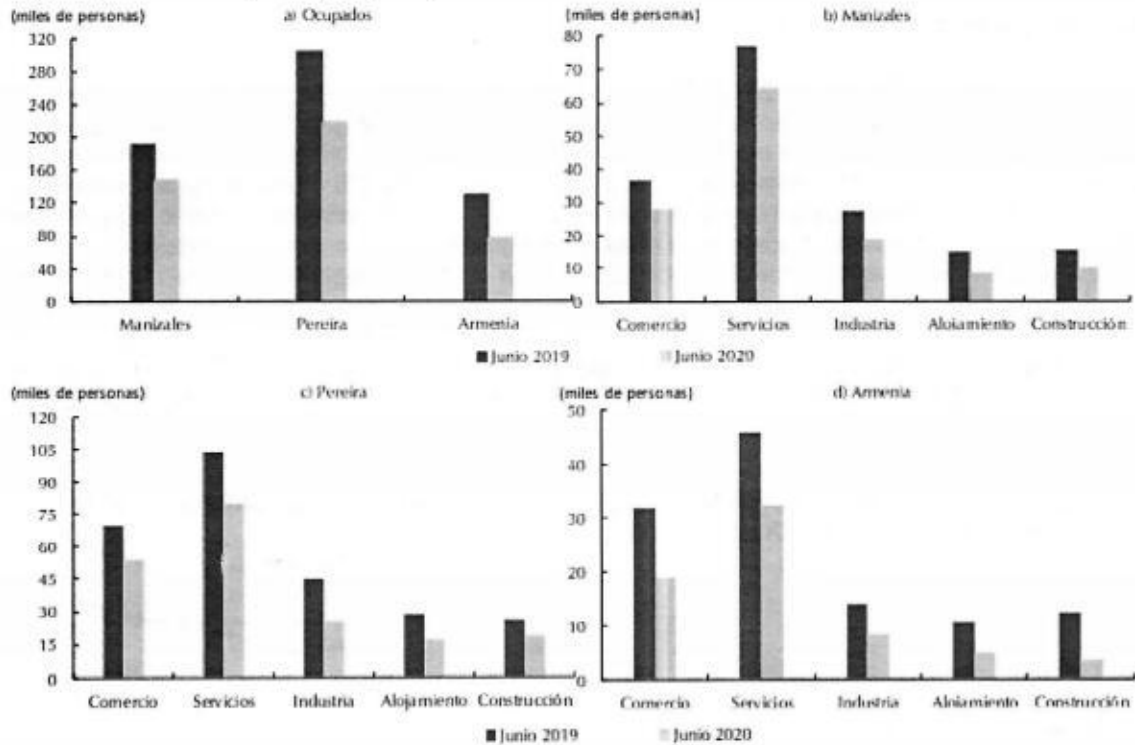 (miles de personas)
a) Ocupados
320
280
240
200
160
120
80
40
0
Manizales Pereira Armenia
(miles de personas)
b) Manizales
80
70
60
50
40
30
20
10
0
Comercio Servicios Industria Alojamiento Construcción
Junio 2019 Junio 2020
(miles de personas)
c) Pereira
120
105
90
75
60
45
30
15
0
Comercio Servicios Industria Alojamiento Construcción
(miles de personas)
d) Armenia
50
40
30
20
10
0
Comercio Servicios Industria Alojamiento Construcción
Junio 2019 Junio 2020